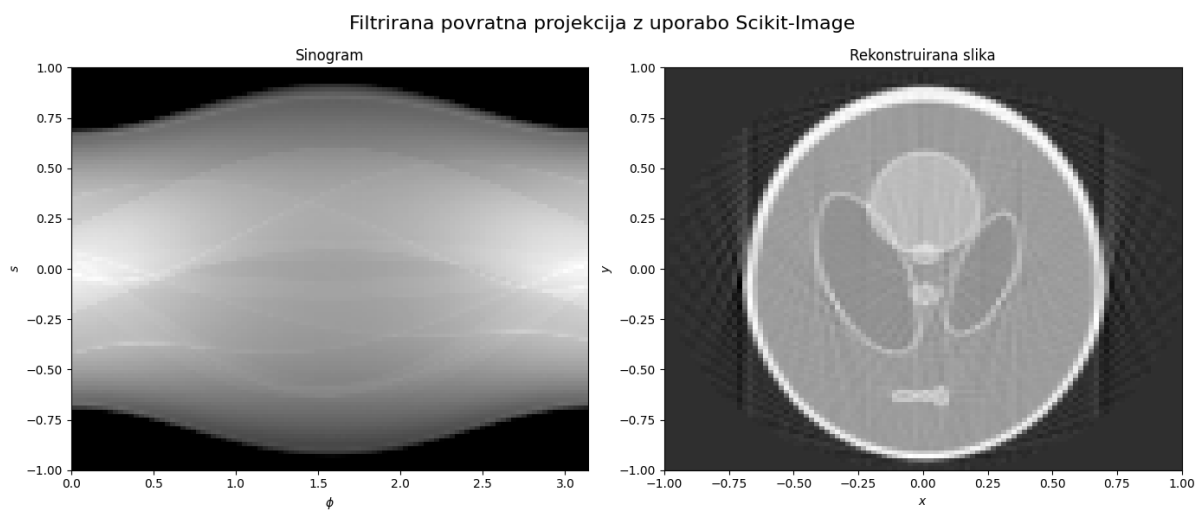 Filtrirana povratna projekcija z uporabo Scikit-Image
Sinogram
1.00
0.75
0.50
0.25
0.00
−0.25
−0.50
−0.75
−1.00
s
0.0 0.5 1.0 1.5 2.0 2.5 3.0
ϕ
Rekonstruirana slika
1.00
0.75
0.50
0.25
0.00
−0.25
−0.50
−0.75
−1.00
y
−1.00 −0.75 −0.50 −0.25 0.00 0.25 0.50 0.75 1.00
x